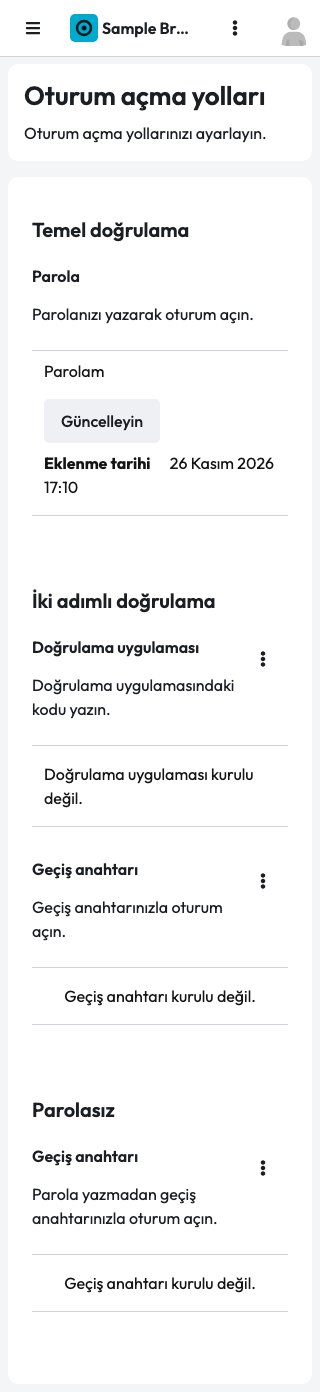 Sample Br...
Oturum açma yolları
Oturum açma yollarınızı ayarlayın.
Temel doğrulama
Parola
Parolanızı yazarak oturum açın.
Parolam
Güncelleyin
Eklenme tarihi 26 Kasım 2026
17:10
İki adımlı doğrulama
Doğrulama uygulaması
Doğrulama uygulamasındaki
kodu yazın.
Doğrulama uygulaması kurulu
değil.
Geçiş anahtarı
Geçiş anahtarınızla oturum
açın.
Geçiş anahtarı kurulu değil.
Parolasız
Geçiş anahtarı
Parola yazmadan geçiş
anahtarınızla oturum açın.
Geçiş anahtarı kurulu değil.